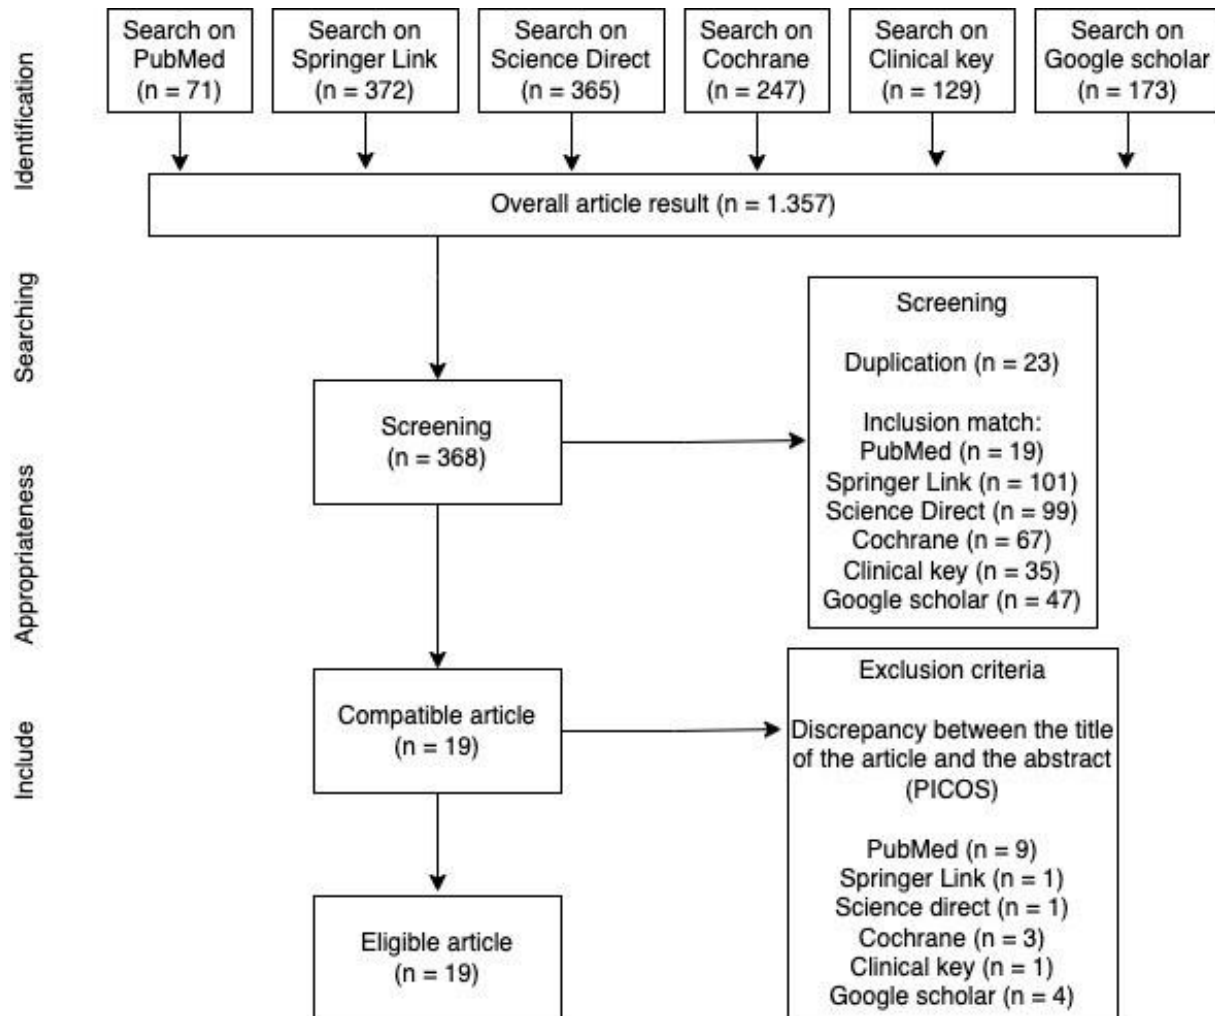 Identification
Search on
PubMed
(n = 71)
Search on
Springer Link
(n = 372)
Search on
Science Direct
(n = 365)
Search on
Cochrane
(n = 247)
Search on
Clinical key
(n = 129)
Search on
Google scholar
(n = 173)
Overall article result (n = 1.357)
Searching
Screening
(n = 368)
Screening
Duplication (n = 23)
Inclusion match:
PubMed (n = 19)
Springer Link (n = 101)
Science Direct (n = 99)
Cochrane (n = 67)
Clinical key (n = 35)
Google scholar (n = 47)
Appropriateness
Compatible article
(n = 19)
Exclusion criteria
Discrepancy between the title
of the article and the abstract
(PICOS)
PubMed (n = 9)
Springer Link (n = 1)
Science direct (n = 1)
Cochrane (n = 3)
Clinical key (n = 1)
Google scholar (n = 4)
Include
Eligible article
(n = 19)